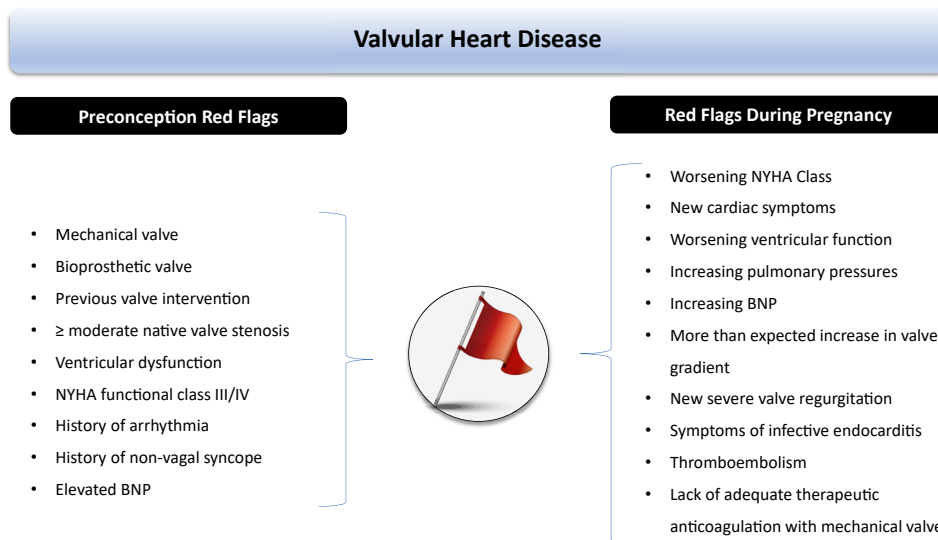 Valvular Heart Disease
Preconception Red Flags
• Mechanical valve
• Bioprosthetic valve
• Previous valve intervention
• ≥ moderate native valve stenosis
• Ventricular dysfunction
• NYHA functional class III/IV
• History of arrhythmia
• History of non-vagal syncope
• Elevated BNP
Red Flags During Pregnancy
• Worsening NYHA Class
• New cardiac symptoms
• Worsening ventricular function
• Increasing pulmonary pressures
• Increasing BNP
• More than expected increase in valve
gradient
• New severe valve regurgitation
• Symptoms of infective endocarditis
• Thromboembolism
• Lack of adequate therapeutic
anticoagulation with mechanical valve